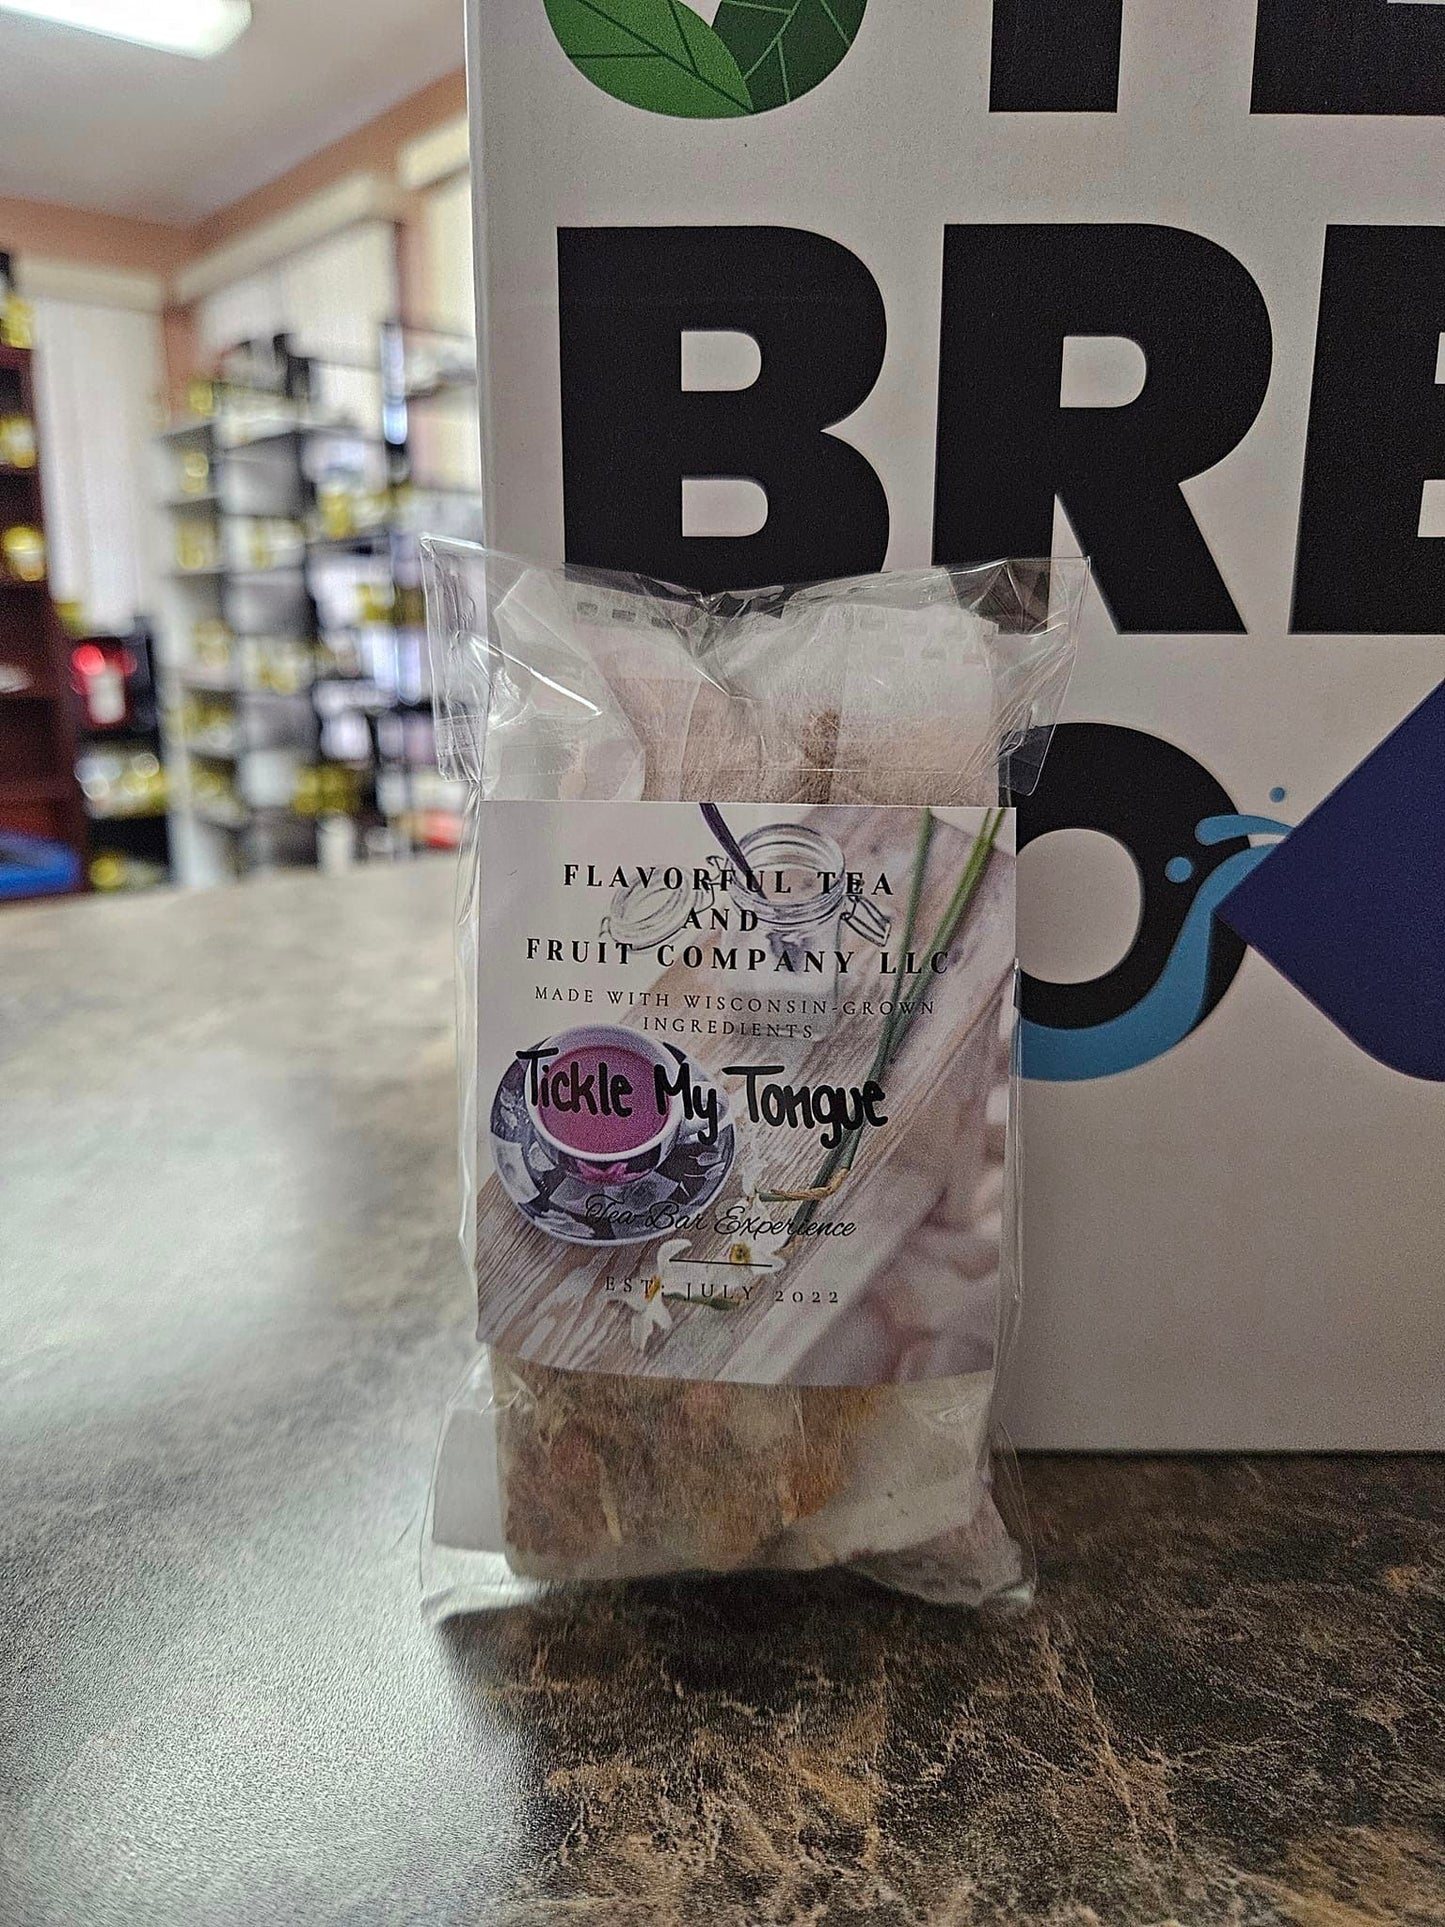 BRE
FLAVORFUL TEA
AND
FRUIT COMPANY LLC
MADE WITH WISCONSIN-GROWN
INGREDIENTS
Tickle My Tongue
Tea-Bar Experience
EST: JULY 2022